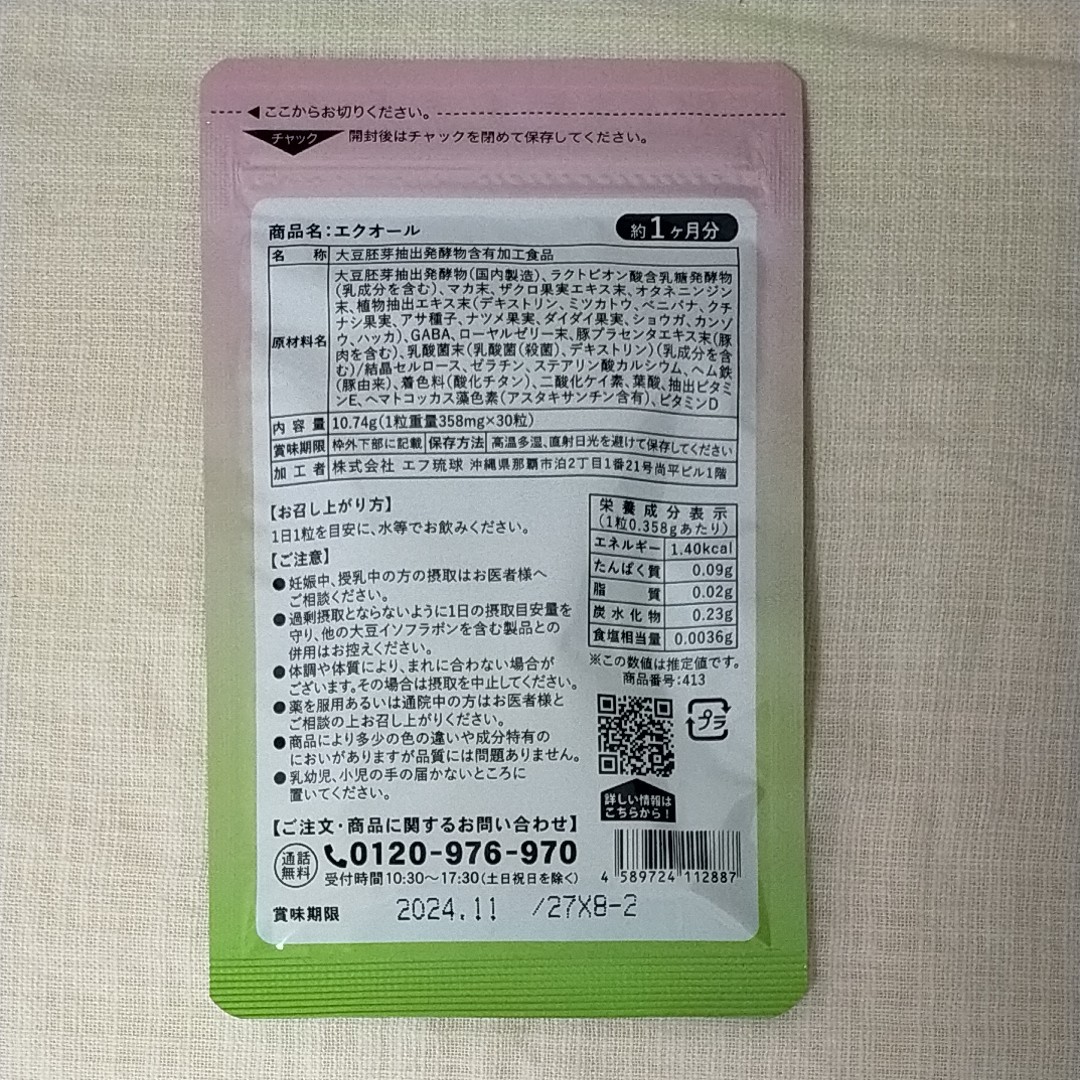 ◀ここからお切りください。
チャック 開封後はチャックを閉めて保存してください。
商品名:エクオール
約1ヶ月分
名称 大豆胚芽抽出発酵物含有加工食品
原材料名
大豆胚芽抽出発酵物(国内製造)、ラクトビオン酸含乳糖発酵物
(乳成分を含む)、マカ末、ザクロ果実エキス末、オタネニンジン
末、植物抽出エキス末(デキストリン、ミツカトウ、ベニバナ、クチ
ナシ果実、アサ種子、ナツメ果実、ダイダイ果実、ショウガ、カンゾ
ウ、ハッカ)、GABA、ローヤルゼリー末、豚プラセンタエキス末(豚
肉を含む)、乳酸菌末(乳酸菌(殺菌)、デキストリン)(乳成分を含
む)/結晶セルロース、ゼラチン、ステアリン酸カルシウム、ヘム鉄
(豚由来)、着色料(酸化チタン)、二酸化ケイ素、葉酸、抽出ビタミ
ンE、ヘマトコッカス藻色素(アスタキサンチン含有)、ビタミンD
内容量 10.74g(1粒重量358mg×30粒)
賞味期限 枠外下部に記載 保存方法 高温多湿、直射日光を避けて保存してください
加工者 株式会社 エフ琉球 沖縄県那覇市泊2丁目1番21号尚平ビル1階
【お召し上がり方】
1日1粒を目安に、水等でお飲みください。
【ご注意】
●妊娠中、授乳中の方の摂取はお医者様へ
ご相談ください。
●過剰摂取とならないように1日の摂取目安量を
守り、他の大豆イソフラボンを含む製品との
併用はお控えください。
●体調や体質により、まれに合わない場合が
ございます。その場合は摂取を中止してください。
●薬を服用あるいは通院中の方はお医者様と
ご相談の上お召し上がりください。
●商品により多少の色の違いや成分特有の
においがありますが品質には問題ありません。
●乳幼児、小児の手の届かないところに
置いてください。
栄養成分表示
(1粒0.358gあたり)
エネルギー 1.40kcal
たんぱく質 0.09g
脂質 0.02g
炭水化物 0.23g
食塩相当量 0.0036g
※この数値は推定値です。
商品番号:413
プラ
詳しい情報は
こちらから!
【ご注文・商品に関するお問い合わせ】
通話
無料
0120-976-970
受付時間10:30〜17:30(土日祝日を除く)
4 589724 112887
賞味期限 2024.11 /27X8-2